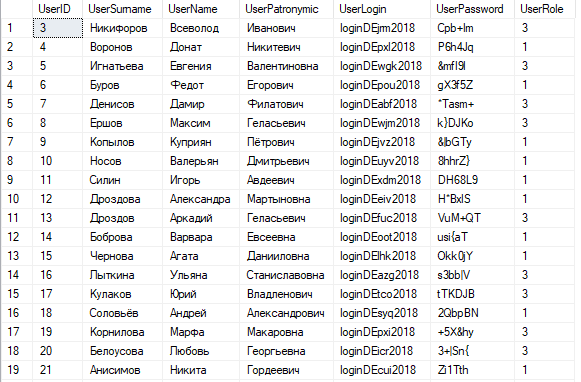 UserID UserSurname UserName UserPatronymic UserLogin UserPassword UserRole
1 3 Никифоров Всеволод Иванович loginDEjrm2018 Cpb+Im 3
2 4 Воронов Донат Никитевич loginDEpxl2018 P6h4Jq 1
3 5 Игнатьева Евгения Валентиновна loginDEwgk2018 &mfI9l 3
4 6 Буров Федот Егорович loginDEpou2018 gX3f5Z 1
5 7 Денисов Дамир Филатович loginDEabf2018 *Tasm+ 3
6 8 Ершов Максим Геласьевич loginDEwjm2018 k}DJKo 3
7 9 Копылов Куприян Пётрович loginDEjvz2018 &|bGTy 1
8 10 Носов Валерьян Дмитрьевич loginDEuyv2018 8hhrZ} 1
9 11 Силин Игорь Авдеевич loginDExdm2018 DH68L9 1
10 12 Дроздова Александра Мартыновна loginDEeiv2018 H*BxlS 1
11 13 Дроздов Аркадий Геласьевич loginDEfuc2018 VuM+QT 3
12 14 Боброва Варвара Евсеевна loginDEoot2018 usi{aT 1
13 15 Чернова Агата Данииловна loginDElhk2018 Okk0jY 1
14 16 Лыткина Ульяна Станиславовна loginDEazg2018 s3bb|V 3
15 17 Кулаков Юрий Владленович loginDEtco2018 tTKDJB 3
16 18 Соловьёв Андрей Александрович loginDEsyq2018 2QbpBN 1
17 19 Корнилова Марфа Макаровна loginDEpxi2018 +5X&hy 3
18 20 Белоусова Любовь Георгьевна loginDEicr2018 3+|Sn{ 3
19 21 Анисимов Никита Гордеевич loginDEcui2018 Zi1Tth 1